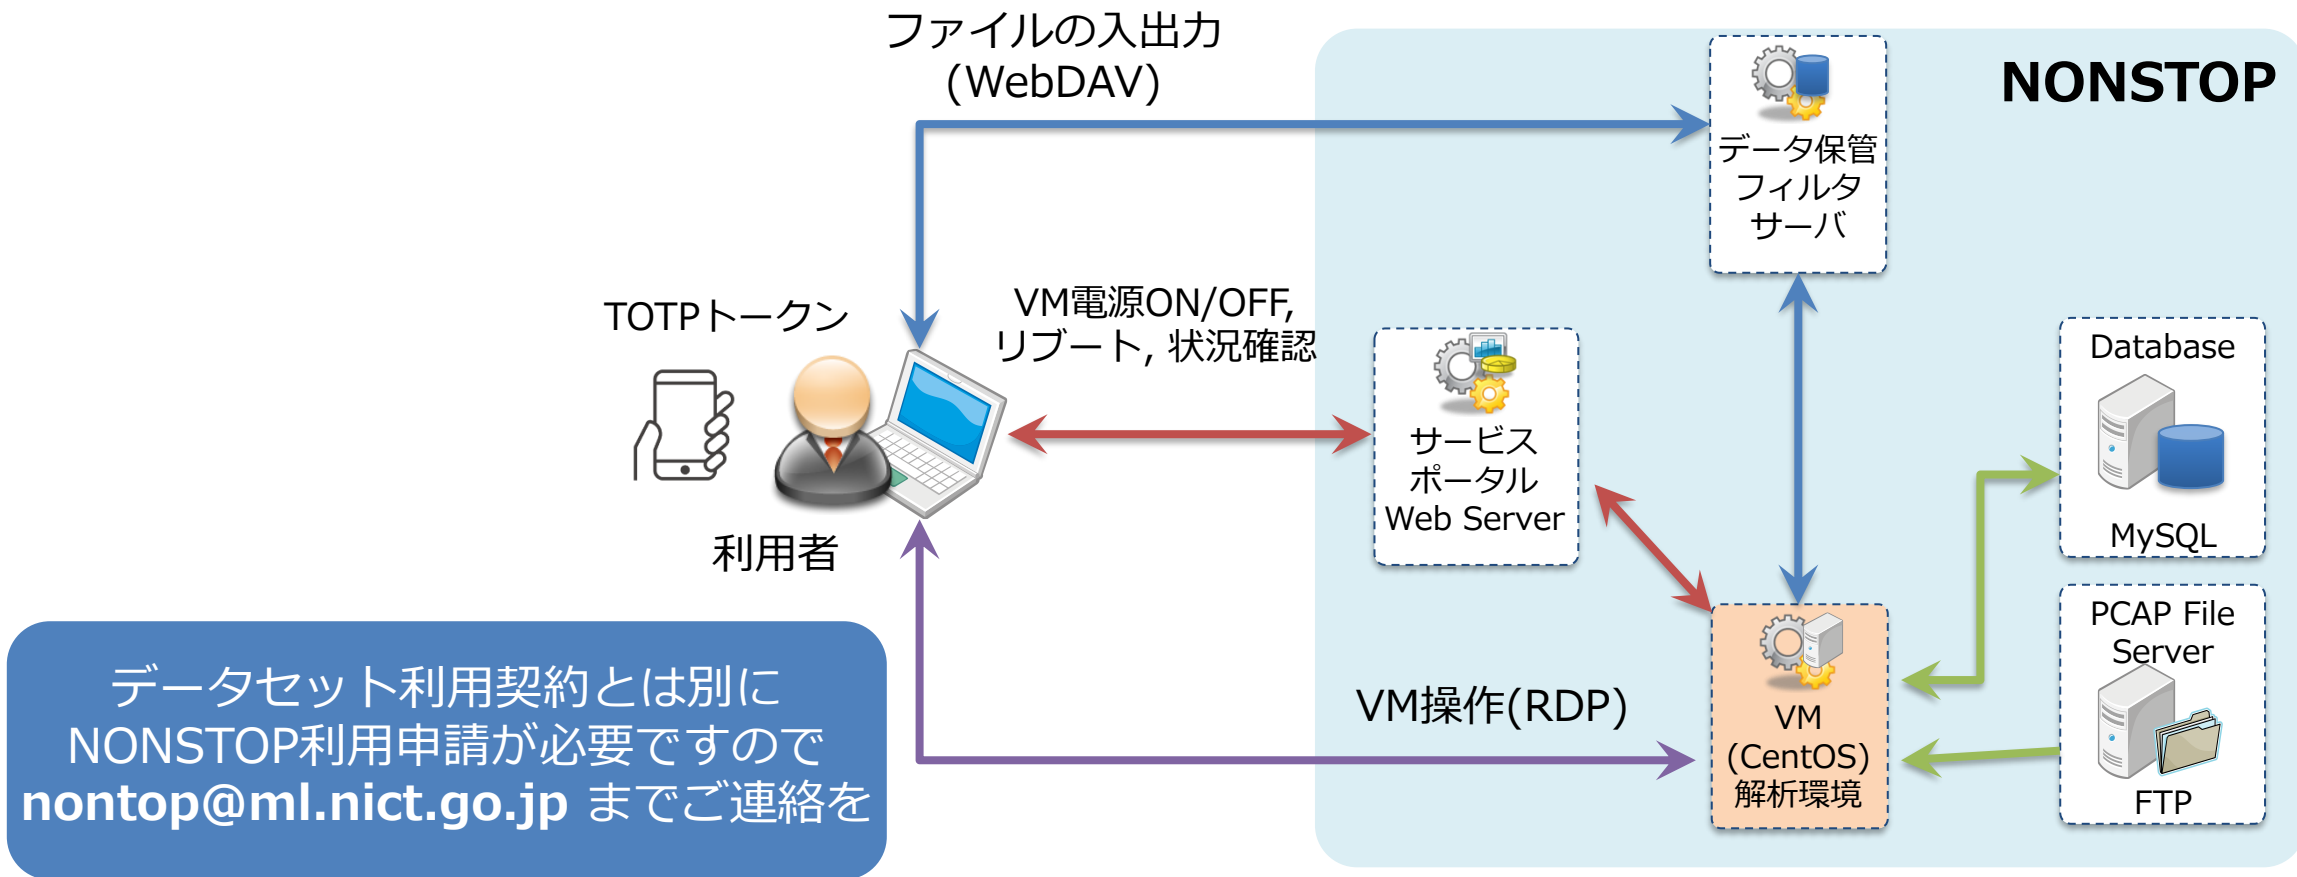 ファイルの入出力
(WebDAV)
NONSTOP
データ保管
フィルタ
サーバ
TOTPトークン
VM電源ON/OFF,
リブート, 状況確認
利用者
サービス
ポータル
Web Server
Database
MySQL
PCAP File
Server
FTP
VM操作(RDP)
VM
(CentOS)
解析環境
データセット利用契約とは別に
NONSTOP利用申請が必要ですので
nontop@ml.nict.go.jp までご連絡を